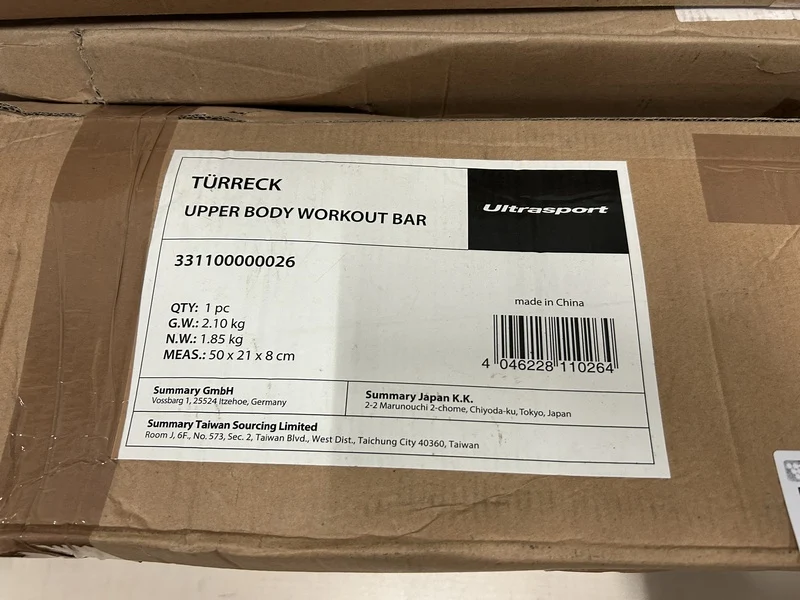 TÜRRECK
UPPER BODY WORKOUT BAR
Ultrasport
331100000026
QTY: 1 pc
G.W.: 2.10 kg
N.W.: 1.85 kg
MEAS.: 50 x 21 x 8 cm
made in China
4 046228 110264
Summary GmbH
Vossbarg 1, 25524 Itzehoe, Germany
Summary Japan K.K.
2-2 Marunouchi 2-chome, Chiyoda-ku, Tokyo, Japan
Summary Taiwan Sourcing Limited
Room J, 6F., No. 573, Sec. 2, Taiwan Blvd., West Dist., Taichung City 40360, Taiwan